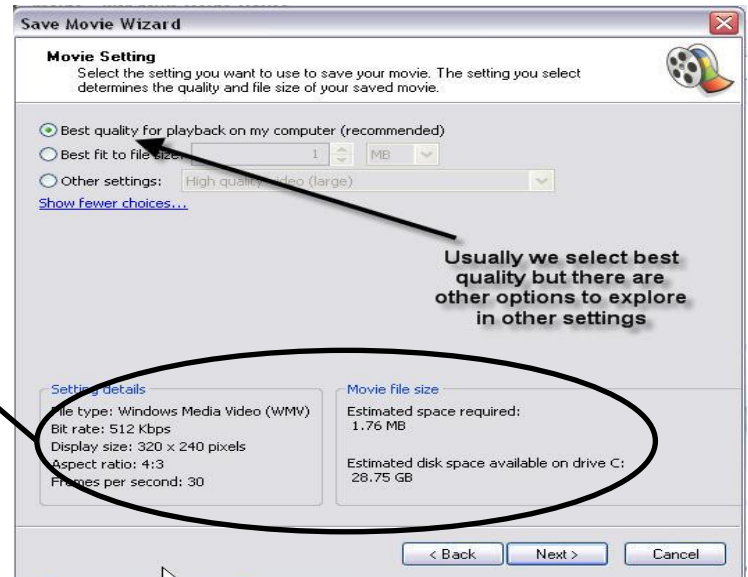 Save Movie Wizard
Movie Setting
Select the setting you want to use to save your movie. The setting you select
determines the quality and file size of your saved movie.
Best quality for playback on my computer (recommended)
Best fit to file size: 1 MB
Other settings: High quality video (large)
Show fewer choices...
Usually we select best
quality but there are
other options to explore
in other settings
Setting details
File type: Windows Media Video (WMV)
Bit rate: 512 Kbps
Display size: 320 x 240 pixels
Aspect ratio: 4:3
Frames per second: 30
Movie file size
Estimated space required:
1.76 MB
Estimated disk space available on drive C:
28.75 GB
< Back Next > Cancel